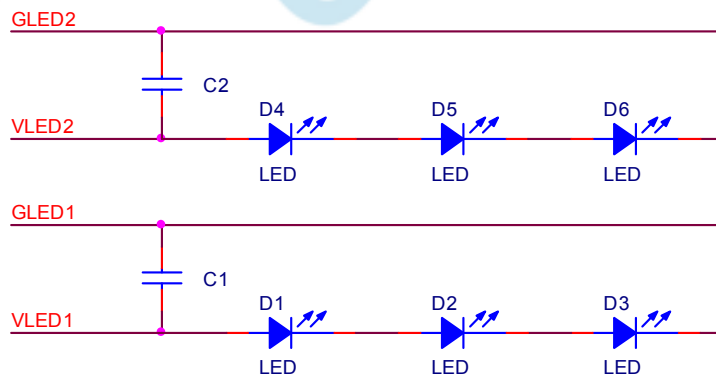 GLED2
C2
D4 D5 D6
VLED2
LED LED LED
GLED1
C1
D1 D2 D3
VLED1
LED LED LED